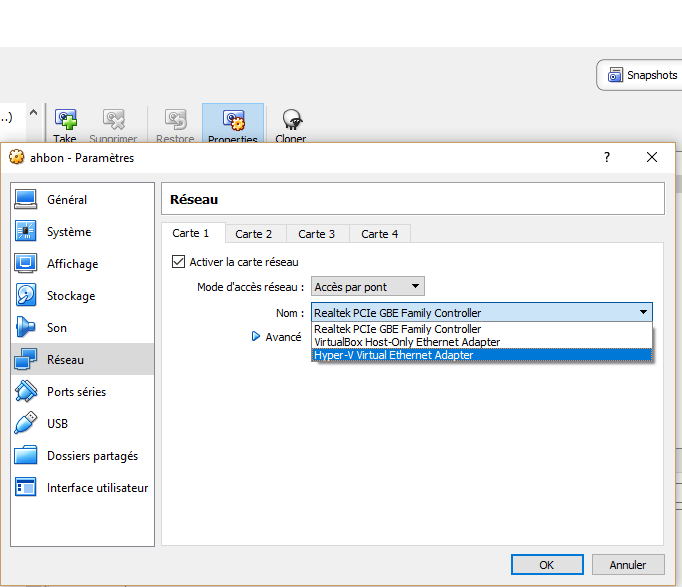 Snapshots
..)
Take
Supprimer
Restore
Properties
Cloner
ahbon - Paramètres
?
Général
Système
Affichage
Stockage
Son
Réseau
Ports séries
USB
Dossiers partagés
Interface utilisateur
Réseau
Carte 1
Carte 2
Carte 3
Carte 4
Activer la carte réseau
Mode d'accès réseau : Accès par pont
Nom : Realtek PCIe GBE Family Controller
Realtek PCIe GBE Family Controller
VirtualBox Host-Only Ethernet Adapter
Hyper-V Virtual Ethernet Adapter
Avancé
OK
Annuler